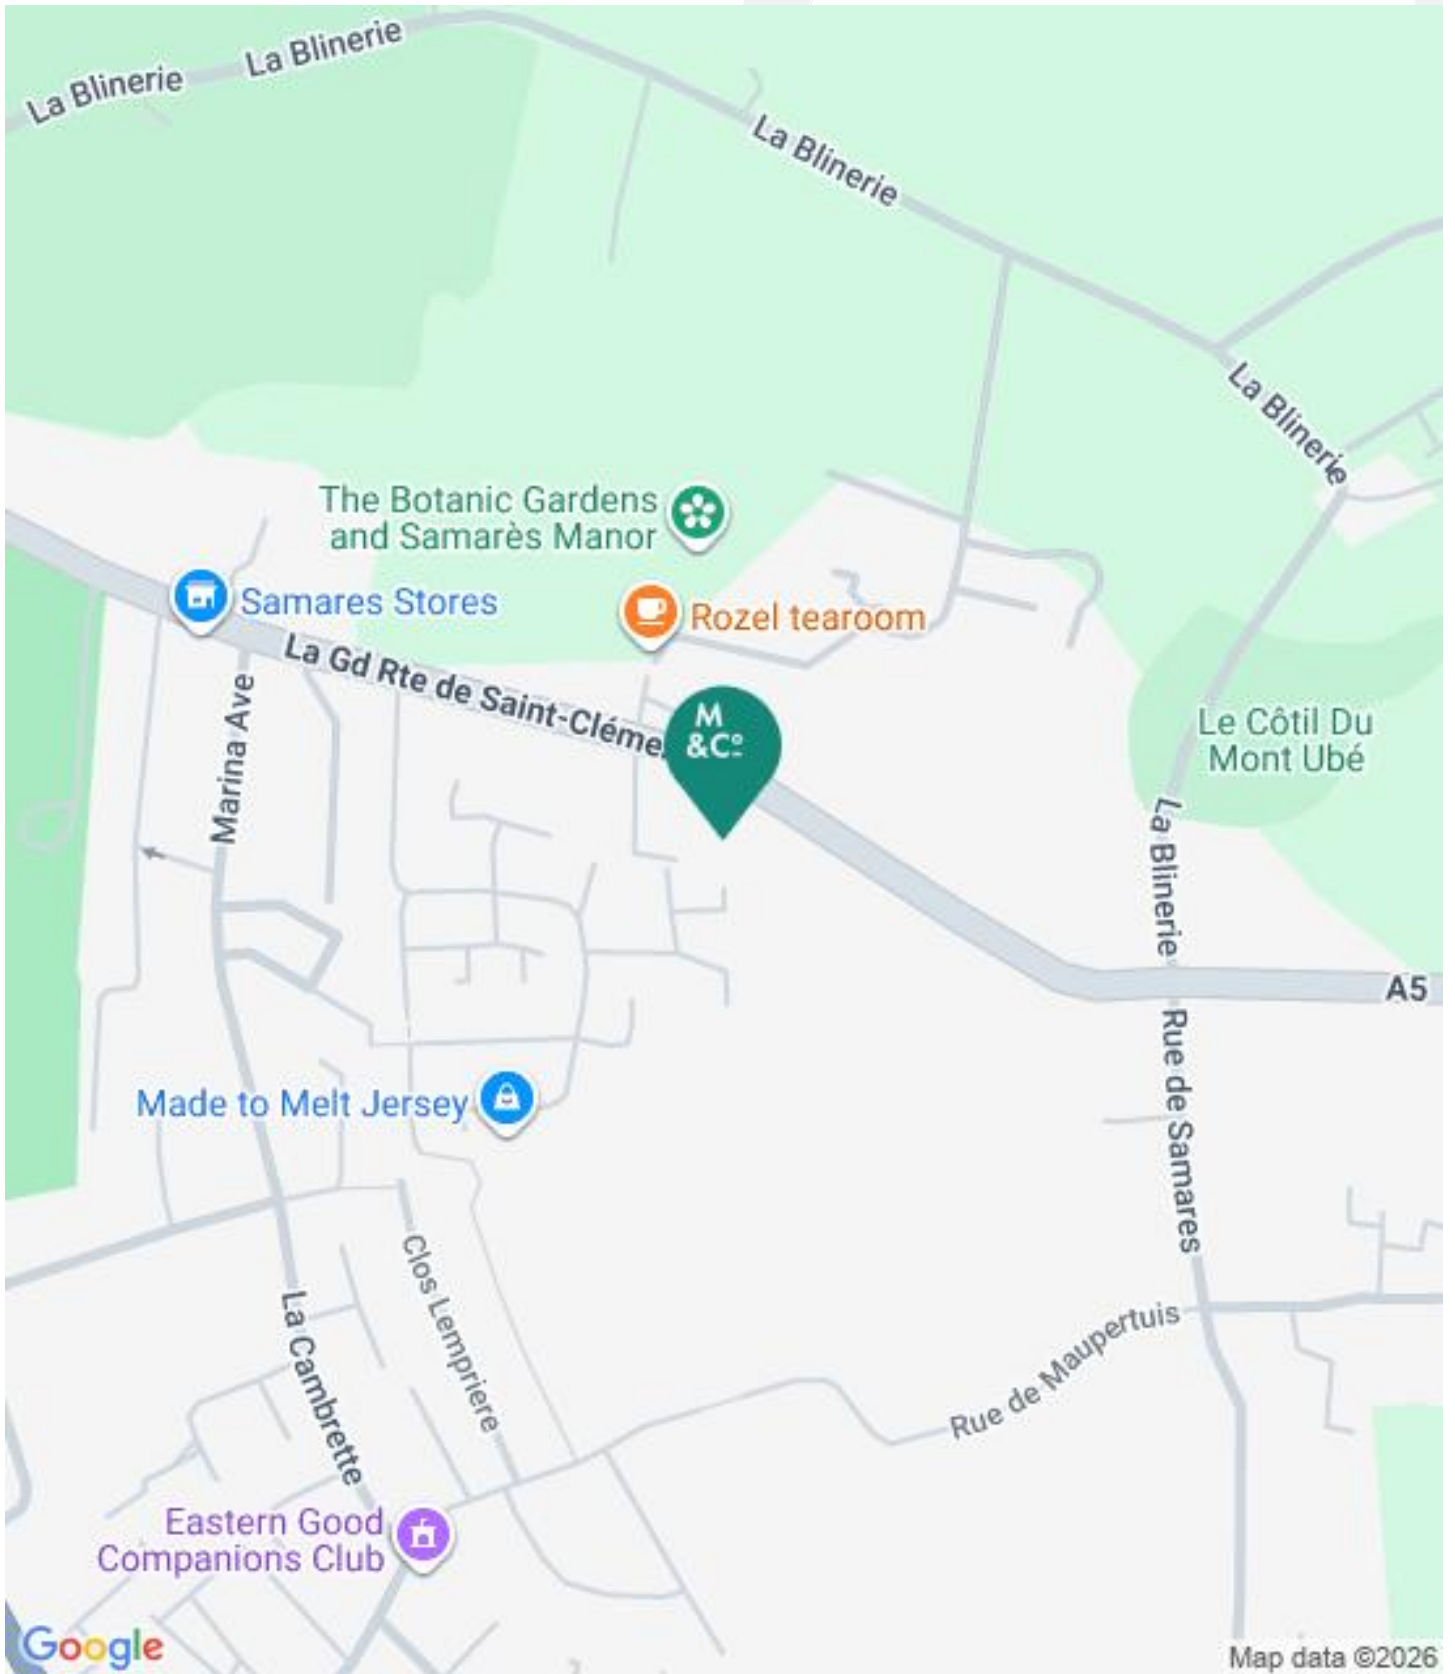 La Blinerie
La Blinerie
La Blinerie
La Blinerie
The Botanic Gardens
and Samarès Manor
Samares Stores
Rozel tearoom
La Gd Rte de Saint-Cléme
M
&Cº
Marina Ave
Le Côtil Du
Mont Ubé
La Blinerie
A5
Rue de Samares
Made to Melt Jersey
Clos Lempriere
La Cambrette
Rue de Maupertuis
Eastern Good
Companions Club
Google
Map data ©2026